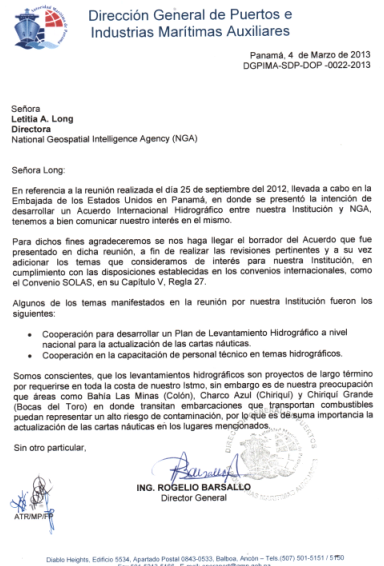 Dirección General de Puertos e
Industrias Marítimas Auxiliares
Panamá, 4 de Marzo de 2013
DGPIMA-SDP-DOP -0022-2013
Señora
Letitia A. Long
Directora
National Geospatial Intelligence Agency (NGA)
Señora Long:
En referencia a la reunión realizada el día 25 de septiembre del 2012, llevada a cabo en la
Embajada de los Estados Unidos en Panamá, en donde se presentó la intención de
desarrollar un Acuerdo Internacional Hidrográfico entre nuestra Institución y NGA,
tenemos a bien comunicar nuestro interés en el mismo.
Para dichos fines agradeceremos se nos haga llegar el borrador del Acuerdo que fue
presentado en dicha reunión, a fin de realizar las revisiones pertinentes y a su vez
adicionar los temas que consideramos de interés para nuestra Institución, en
cumplimiento con las disposiciones establecidas en los convenios internacionales, como
el Convenio SOLAS, en su Capítulo V, Regla 27.
Algunos de los temas manifestados en la reunión por nuestra Institución fueron los
siguientes:
• Cooperación para desarrollar un Plan de Levantamiento Hidrográfico a nivel
nacional para la actualización de las cartas náuticas.
• Cooperación en la capacitación de personal técnico en temas hidrográficos.
Somos conscientes, que los levantamientos hidrográficos son proyectos de largo término
por requerirse en toda la costa de nuestro Istmo, sin embargo es de nuestra preocupación
que áreas como Bahía Las Minas (Colón), Charco Azul (Chiriquí) y Chiriquí Grande
(Bocas del Toro) en donde transitan embarcaciones que transportan combustibles
puedan representar un alto riesgo de contaminación, por lo que es de suma importancia la
actualización de las cartas náuticas en los lugares mencionados.
Sin otro particular,
ING. ROGELIO BARSALLO
Director General
ATR/MP/
Diablo Heights, Edificio 5534, Apartado Postal 0843-0533, Balboa, Ancón – Tels.(507) 501-5151 / 5150